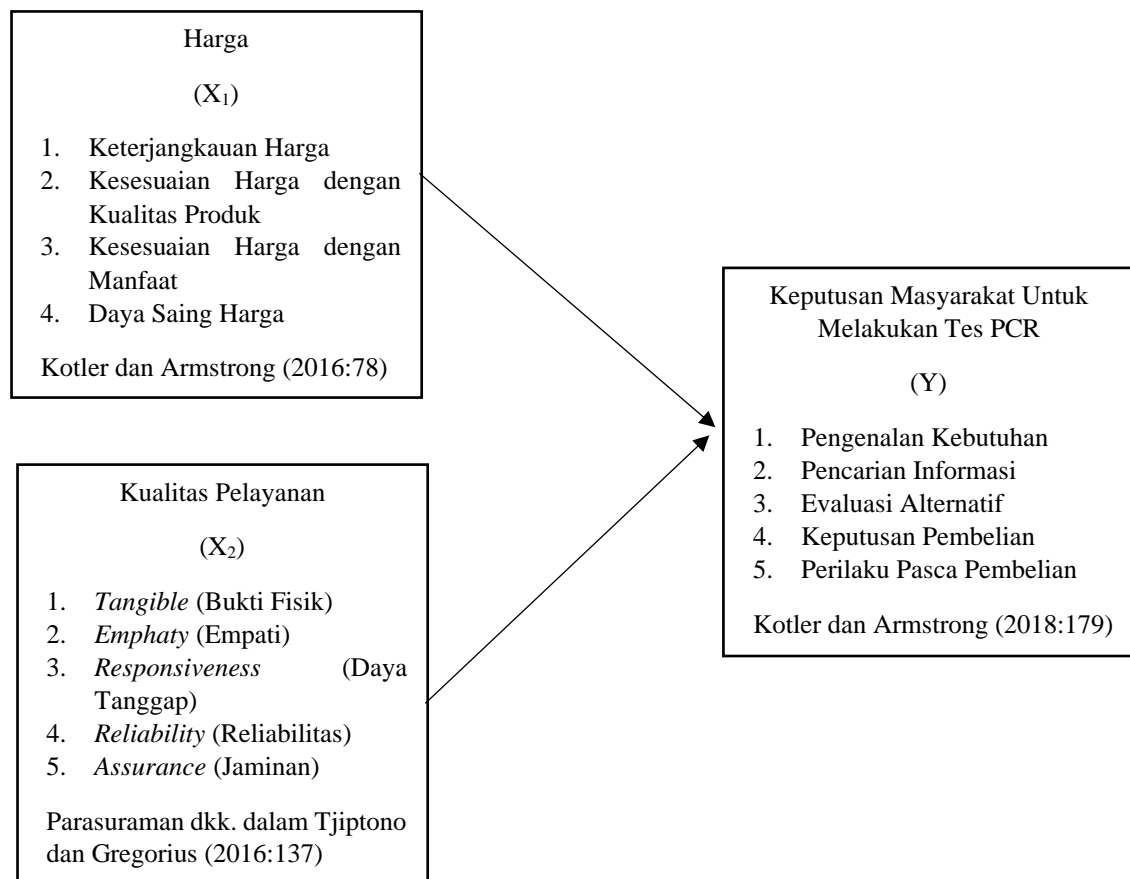 Harga
(X₁)
1. Keterjangkauan Harga
2. Kesesuaian Harga dengan
Kualitas Produk
3. Kesesuaian Harga dengan
Manfaat
4. Daya Saing Harga
Kotler dan Armstrong (2016:78)
Kualitas Pelayanan
(X₂)
1. Tangible (Bukti Fisik)
2. Emphaty (Empati)
3. Responsiveness (Daya
Tanggap)
4. Reliability (Reliabilitas)
5. Assurance (Jaminan)
Parasuraman dkk. dalam Tjiptono
dan Gregorius (2016:137)
Keputusan Masyarakat Untuk
Melakukan Tes PCR
(Y)
1. Pengenalan Kebutuhan
2. Pencarian Informasi
3. Evaluasi Alternatif
4. Keputusan Pembelian
5. Perilaku Pasca Pembelian
Kotler dan Armstrong (2018:179)